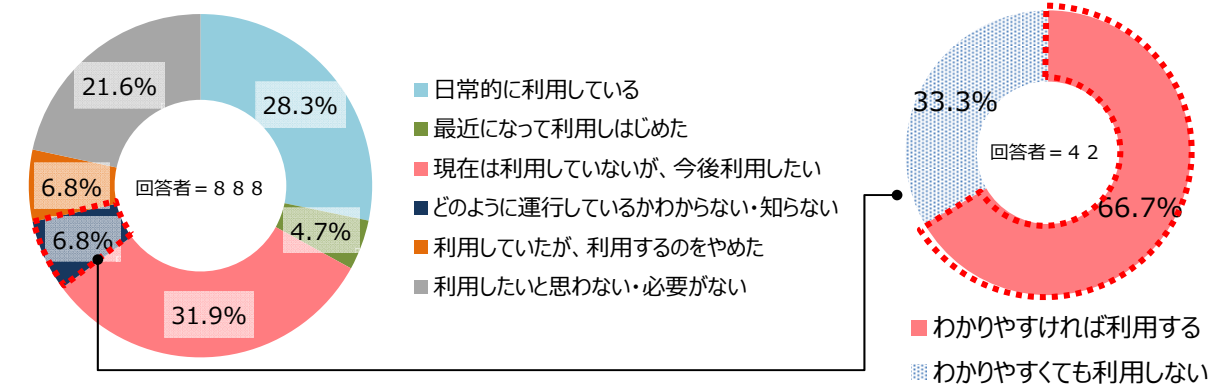 21.6%
28.3%
6.8%
回答者=888
6.8%
4.7%
31.9%
日常的に利用している
最近になって利用しはじめた
現在は利用していないが、今後利用したい
どのように運行しているかわからない・知らない
利用していたが、利用するのをやめた
利用したいと思わない・必要がない
33.3%
回答者=42
66.7%
わかりやすければ利用する
わかりやすくても利用しない